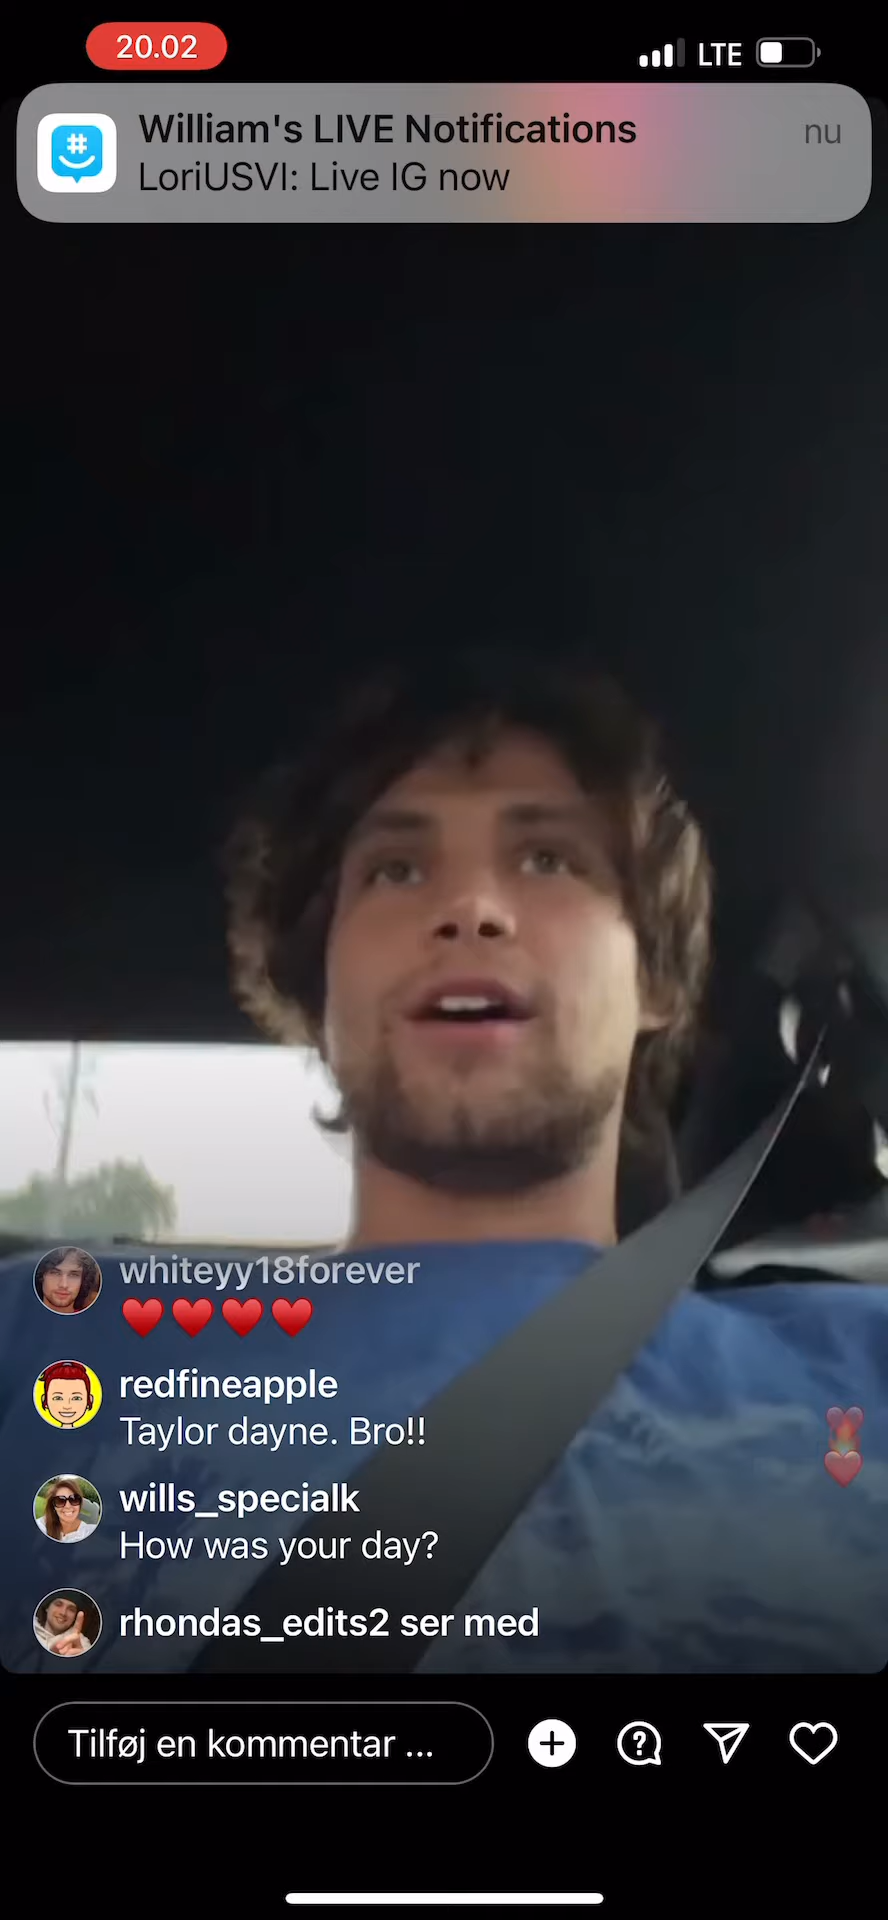 20.02
LTE
William's LIVE Notifications
nu
LoriUSVI: Live IG now
whiteyy18forever
❤️❤️❤️❤️
redfineapple
Taylor dayne. Bro!!
wills_specialk
How was your day?
rhondas_edits2 ser med
Tilføj en kommentar ...